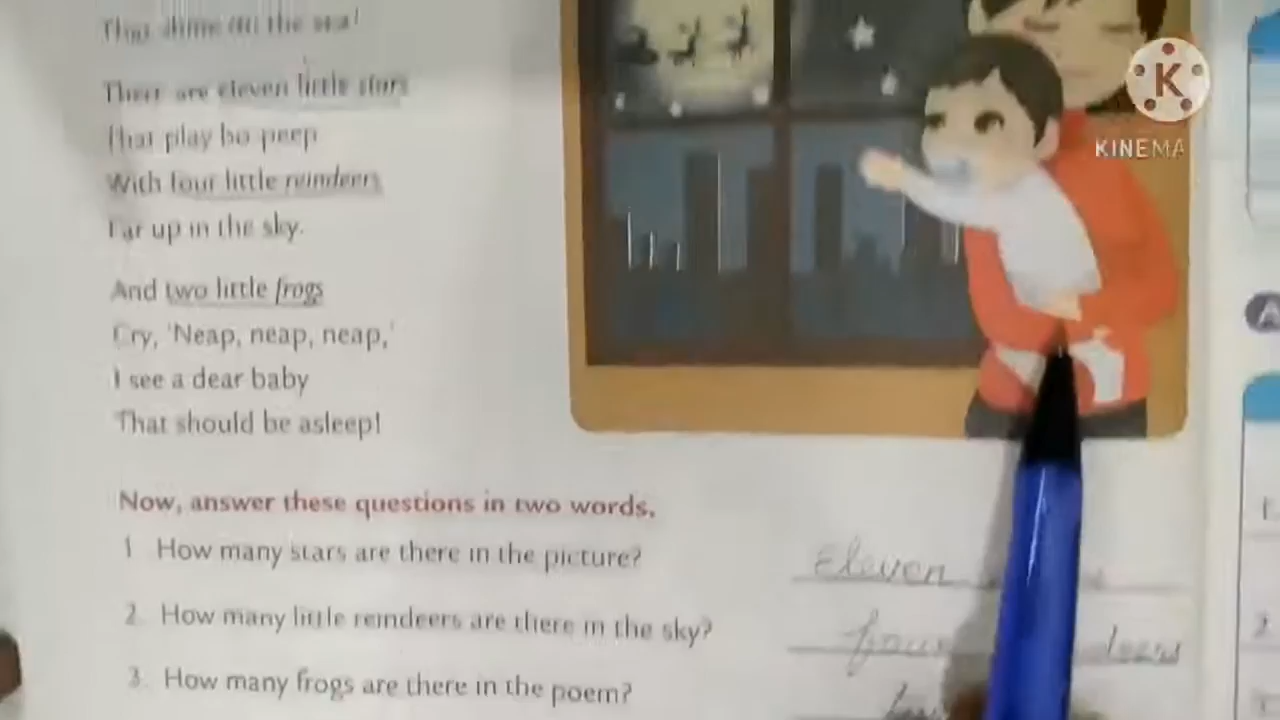 There are eleven little stars
That play bo-peep
With four little reindeers
Far up in the sky.
And two little frogs
Cry, 'Neap, neap, neap,'
I see a dear baby
That should be asleep!
Now, answer these questions in two words.
1 How many stars are there in the picture?
Eleven
2. How many little reindeers are there in the sky?
four
3. How many frogs are there in the poem?
K
KINEMA
A
1.
2.